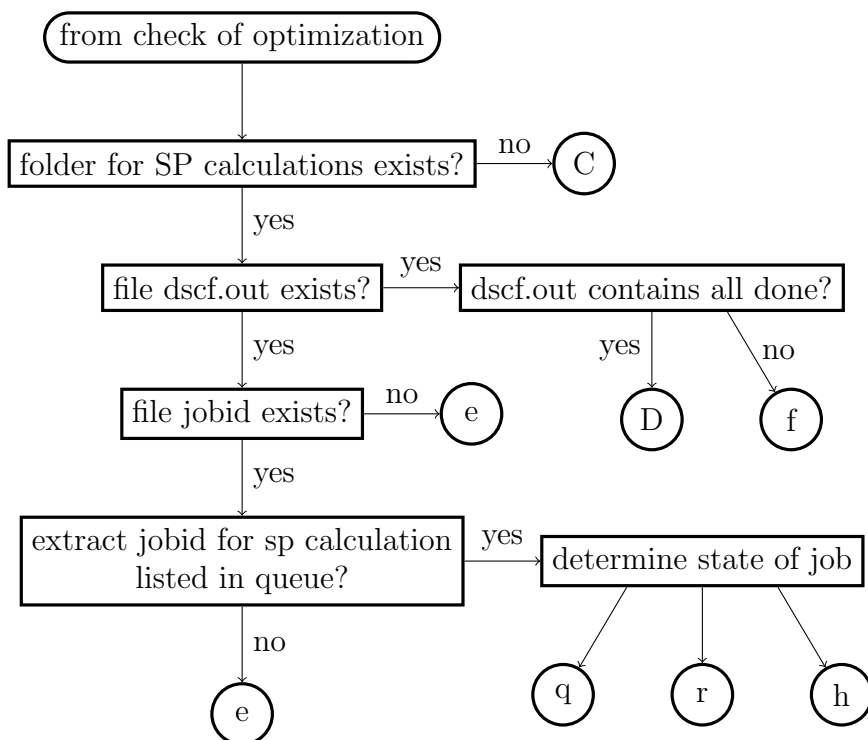 from check of optimization
folder for SP calculations exists?
no
C
yes
file dscf.out exists?
yes
dscf.out contains all done?
yes
yes
no
file jobid exists?
no
e
D
f
yes
extract jobid for sp calculation
listed in queue?
yes
determine state of job
no
q
r
h
e